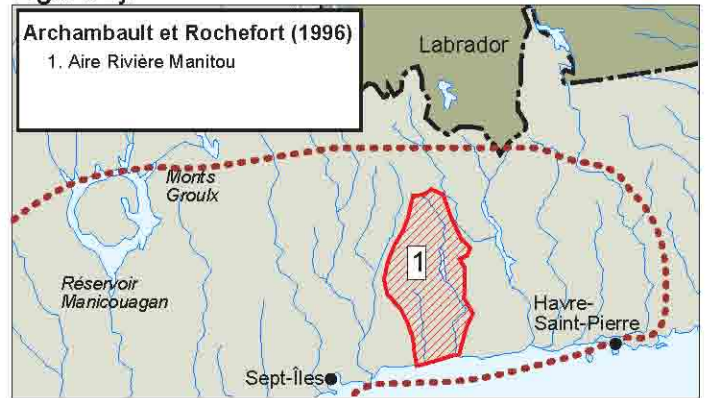 Archambault et Rochefort (1996)
1. Aire Rivière Manitou
Labrador
Monts
Groulx
Réservoir
Manicouagan
1
Havre-
Saint-Pierre
Sept-Îles